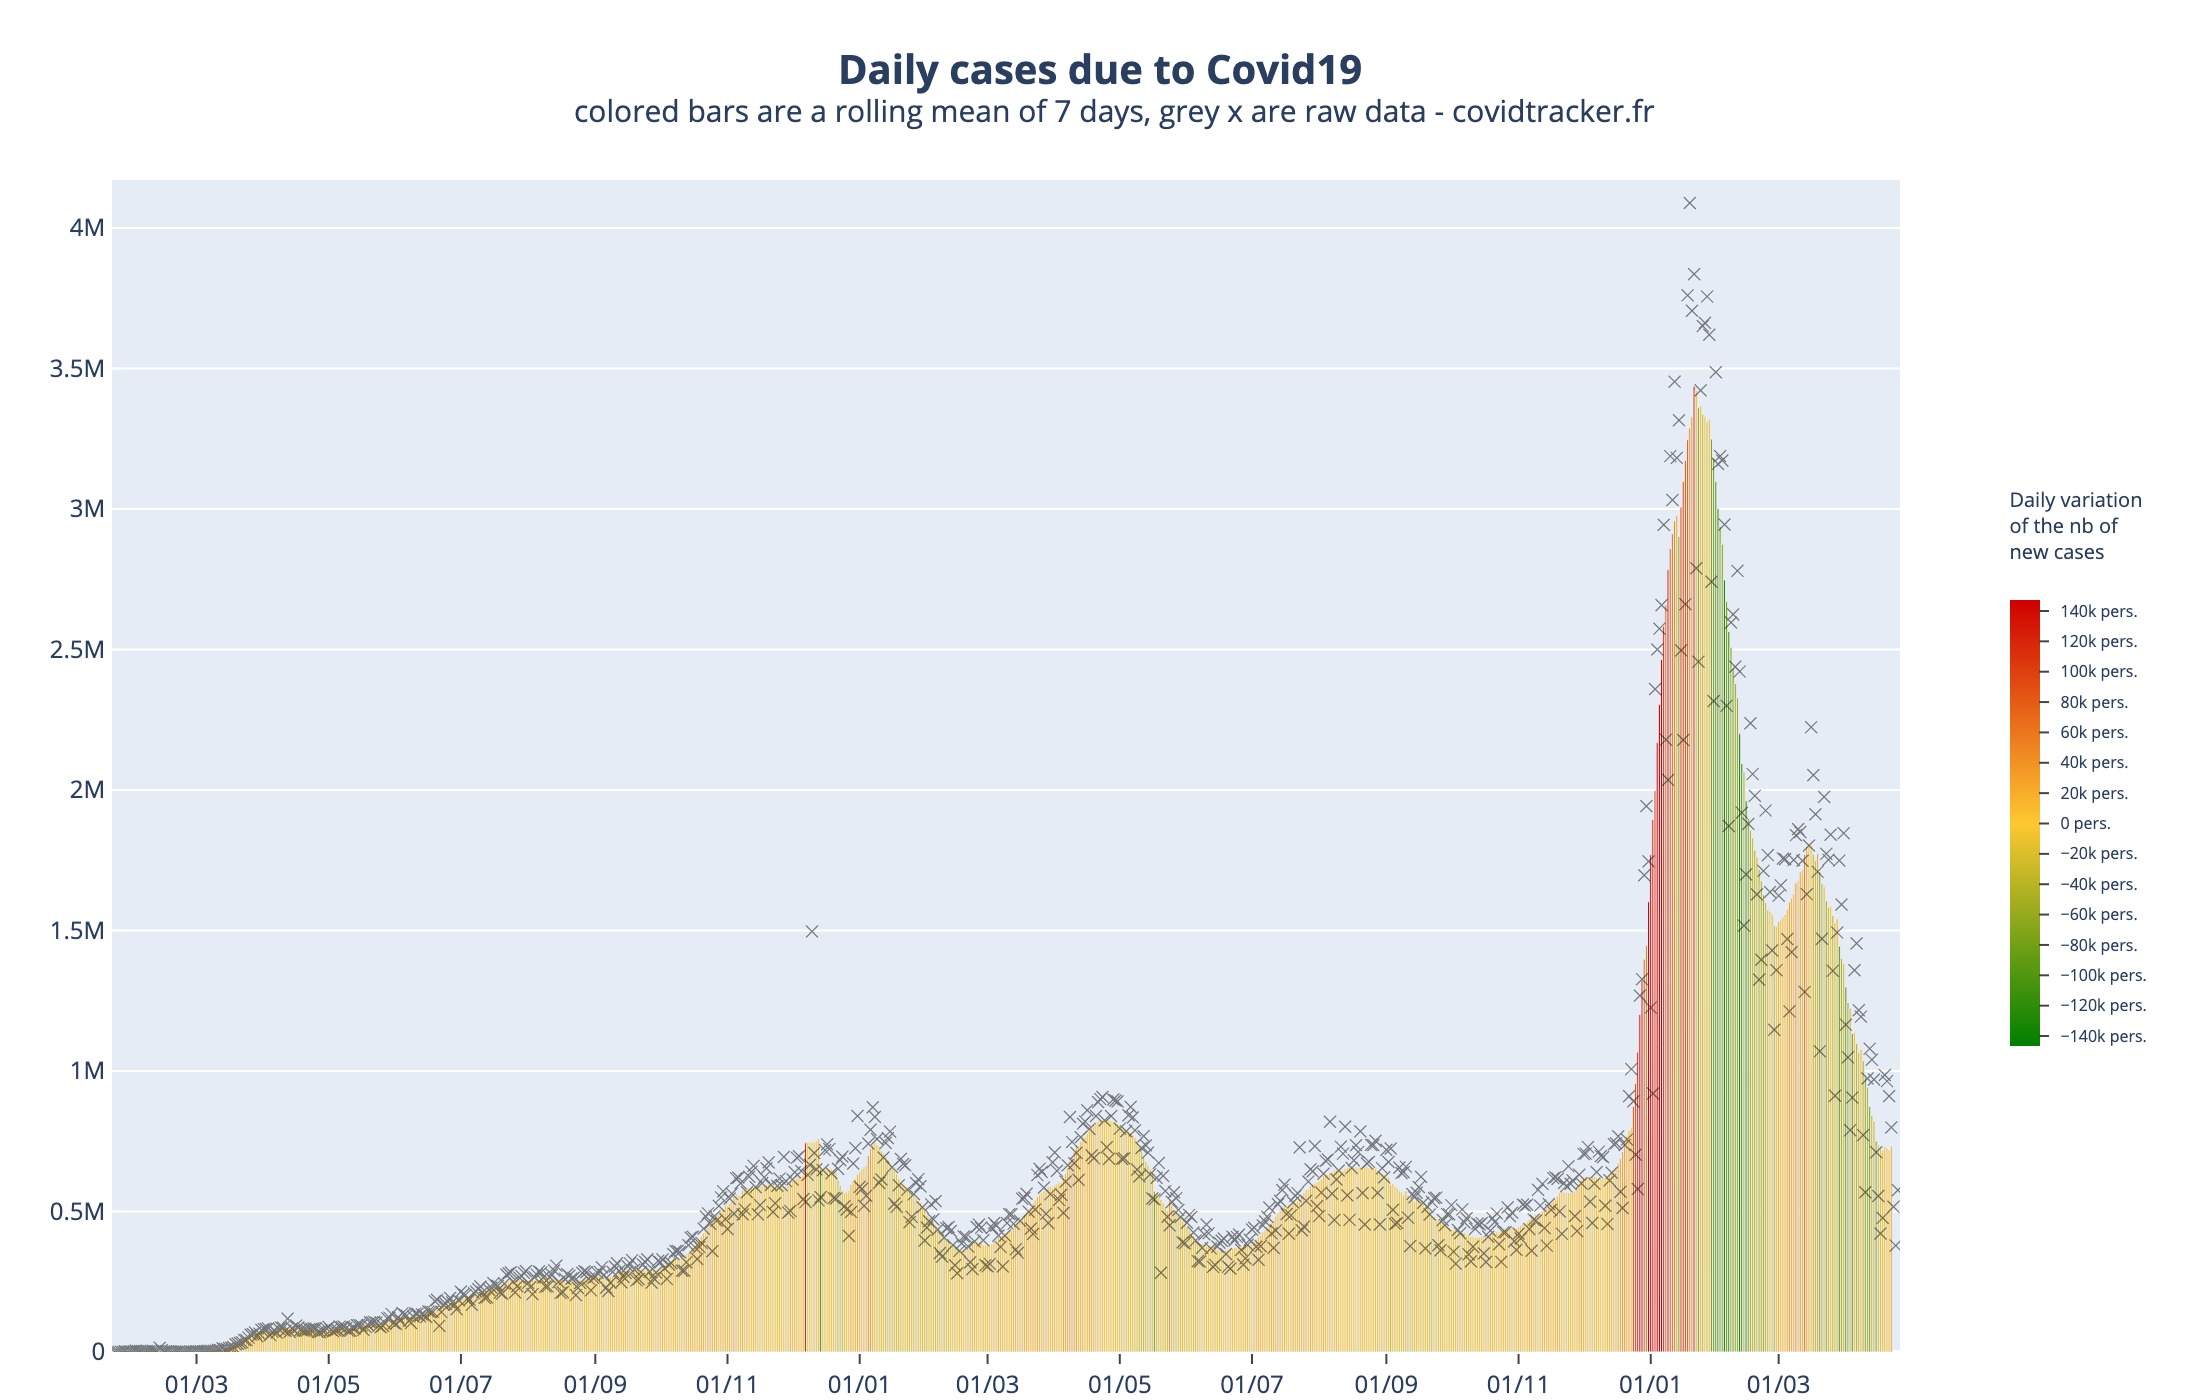 Daily cases due to Covid19
colored bars are a rolling mean of 7 days, grey x are raw data - covidtracker.fr
4M
3.5M
3M
2.5M
2M
1.5M
1M
0.5M
0
01/03
01/05
01/07
01/09
01/11
01/01
01/03
01/05
01/07
01/09
01/11
01/01
01/03
Daily variation
of the nb of
new cases
140k pers.
120k pers.
100k pers.
80k pers.
60k pers.
40k pers.
20k pers.
0 pers.
−20k pers.
−40k pers.
−60k pers.
−80k pers.
−100k pers.
−120k pers.
−140k pers.